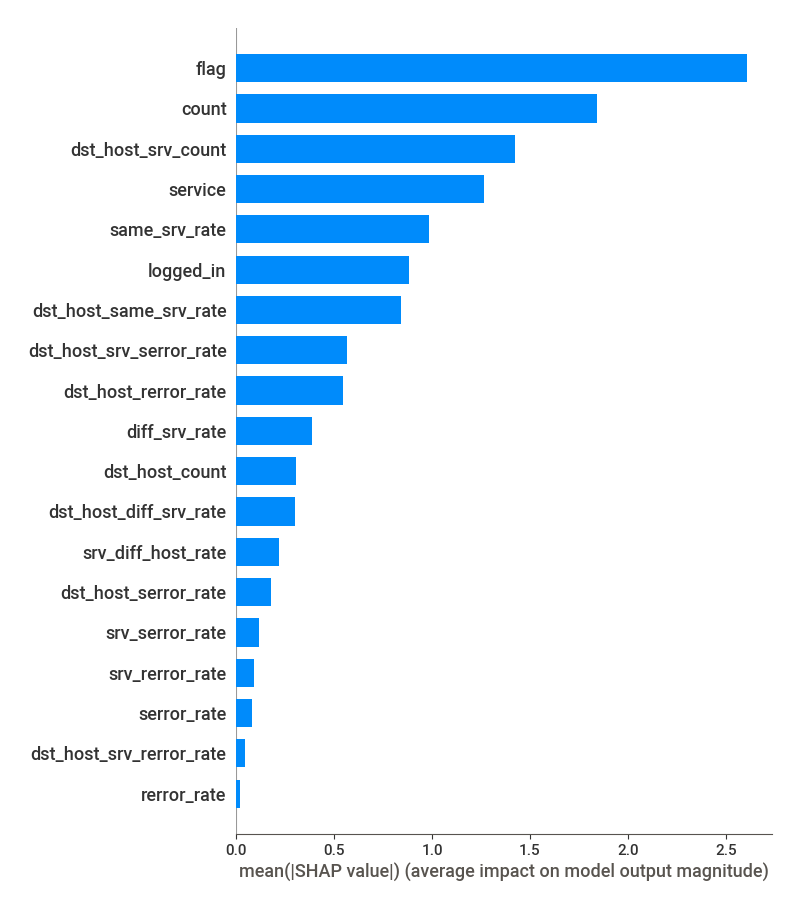 flag
count
dst_host_srv_count
service
same_srv_rate
logged_in
dst_host_same_srv_rate
dst_host_srv_serror_rate
dst_host_rerror_rate
diff_srv_rate
dst_host_count
dst_host_diff_srv_rate
srv_diff_host_rate
dst_host_serror_rate
srv_serror_rate
srv_rerror_rate
serror_rate
dst_host_srv_rerror_rate
rerror_rate
0.0 0.5 1.0 1.5 2.0 2.5
mean(|SHAP value|) (average impact on model output magnitude)